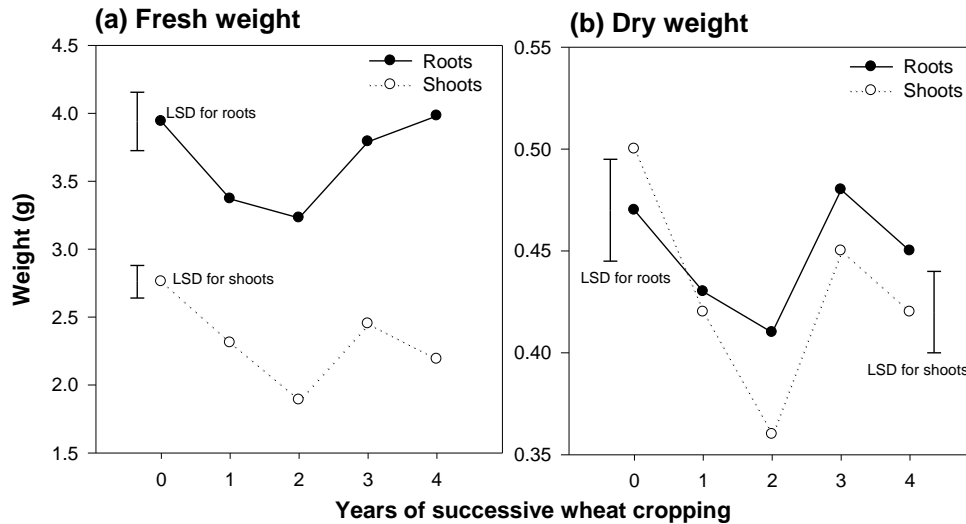 (a) Fresh weight
(b) Dry weight
4.5
4.0
3.5
3.0
2.5
2.0
1.5
Weight (g)
Roots
Shoots
LSD for roots
LSD for shoots
0 1 2 3 4
0.55
0.50
0.45
0.40
0.35
Roots
Shoots
LSD for roots
LSD for shoots
0 1 2 3 4
Years of successive wheat cropping